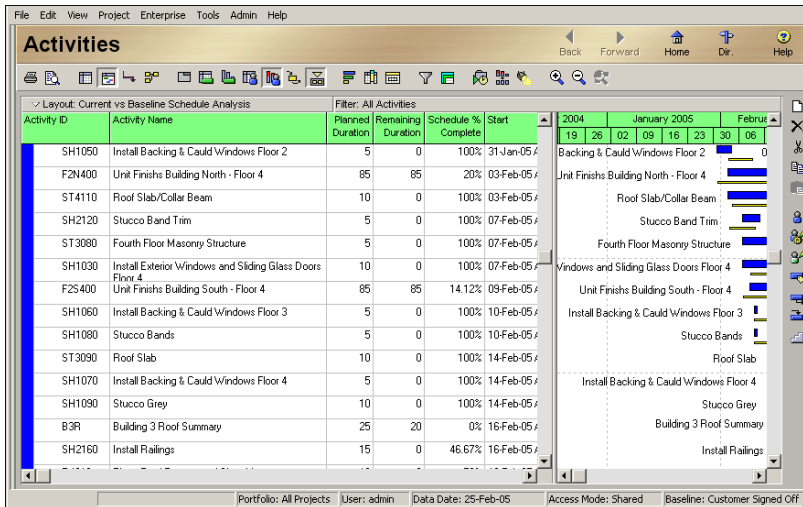 File Edit View Project Enterprise Tools Admin Help
Activities
Back Forward Home Dir. Help
Layout: Current vs Baseline Schedule Analysis Filter: All Activities
Activity ID Activity Name Planned Duration Remaining Duration Schedule % Complete Start
2004 January 2005 Februa
19 26 02 09 16 23 30 06
SH1050 Install Backing & Cauld Windows Floor 2 5 0 100% 31-Jan-05 A Backing & Cauld Windows Floor 2 0
F2N400 Unit Finishs Building North - Floor 4 85 85 20% 03-Feb-05 A Unit Finishs Building North - Floor 4
ST4110 Roof Slab/Collar Beam 10 0 100% 03-Feb-05 A Roof Slab/Collar Beam
SH2120 Stucco Band Trim 5 0 100% 07-Feb-05 A Stucco Band Trim
ST3080 Fourth Floor Masonry Structure 5 0 100% 07-Feb-05 A Fourth Floor Masonry Structure
SH1030 Install Exterior Windows and Sliding Glass Doors Floor 4 10 0 100% 07-Feb-05 A Windows and Sliding Glass Doors Floor 4
F2S400 Unit Finishs Building South - Floor 4 85 85 14.12% 09-Feb-05 A Unit Finishs Building South - Floor 4
SH1060 Install Backing & Cauld Windows Floor 3 5 0 100% 10-Feb-05 A Install Backing & Cauld Windows Floor 3
SH1080 Stucco Bands 5 0 100% 10-Feb-05 A Stucco Bands
ST3090 Roof Slab 10 0 100% 14-Feb-05 A Roof Slab
SH1070 Install Backing & Cauld Windows Floor 4 5 0 100% 14-Feb-05 A Install Backing & Cauld Windows Floor 4
SH1090 Stucco Grey 10 0 100% 14-Feb-05 A Stucco Grey
B3R Building 3 Roof Summary 25 20 0% 16-Feb-05 A Building 3 Roof Summary
SH2160 Install Railings 15 0 46.67% 16-Feb-05 A Install Railings
Portfolio: All Projects User: admin Data Date: 25-Feb-05 Access Mode: Shared Baseline: Customer Signed Off